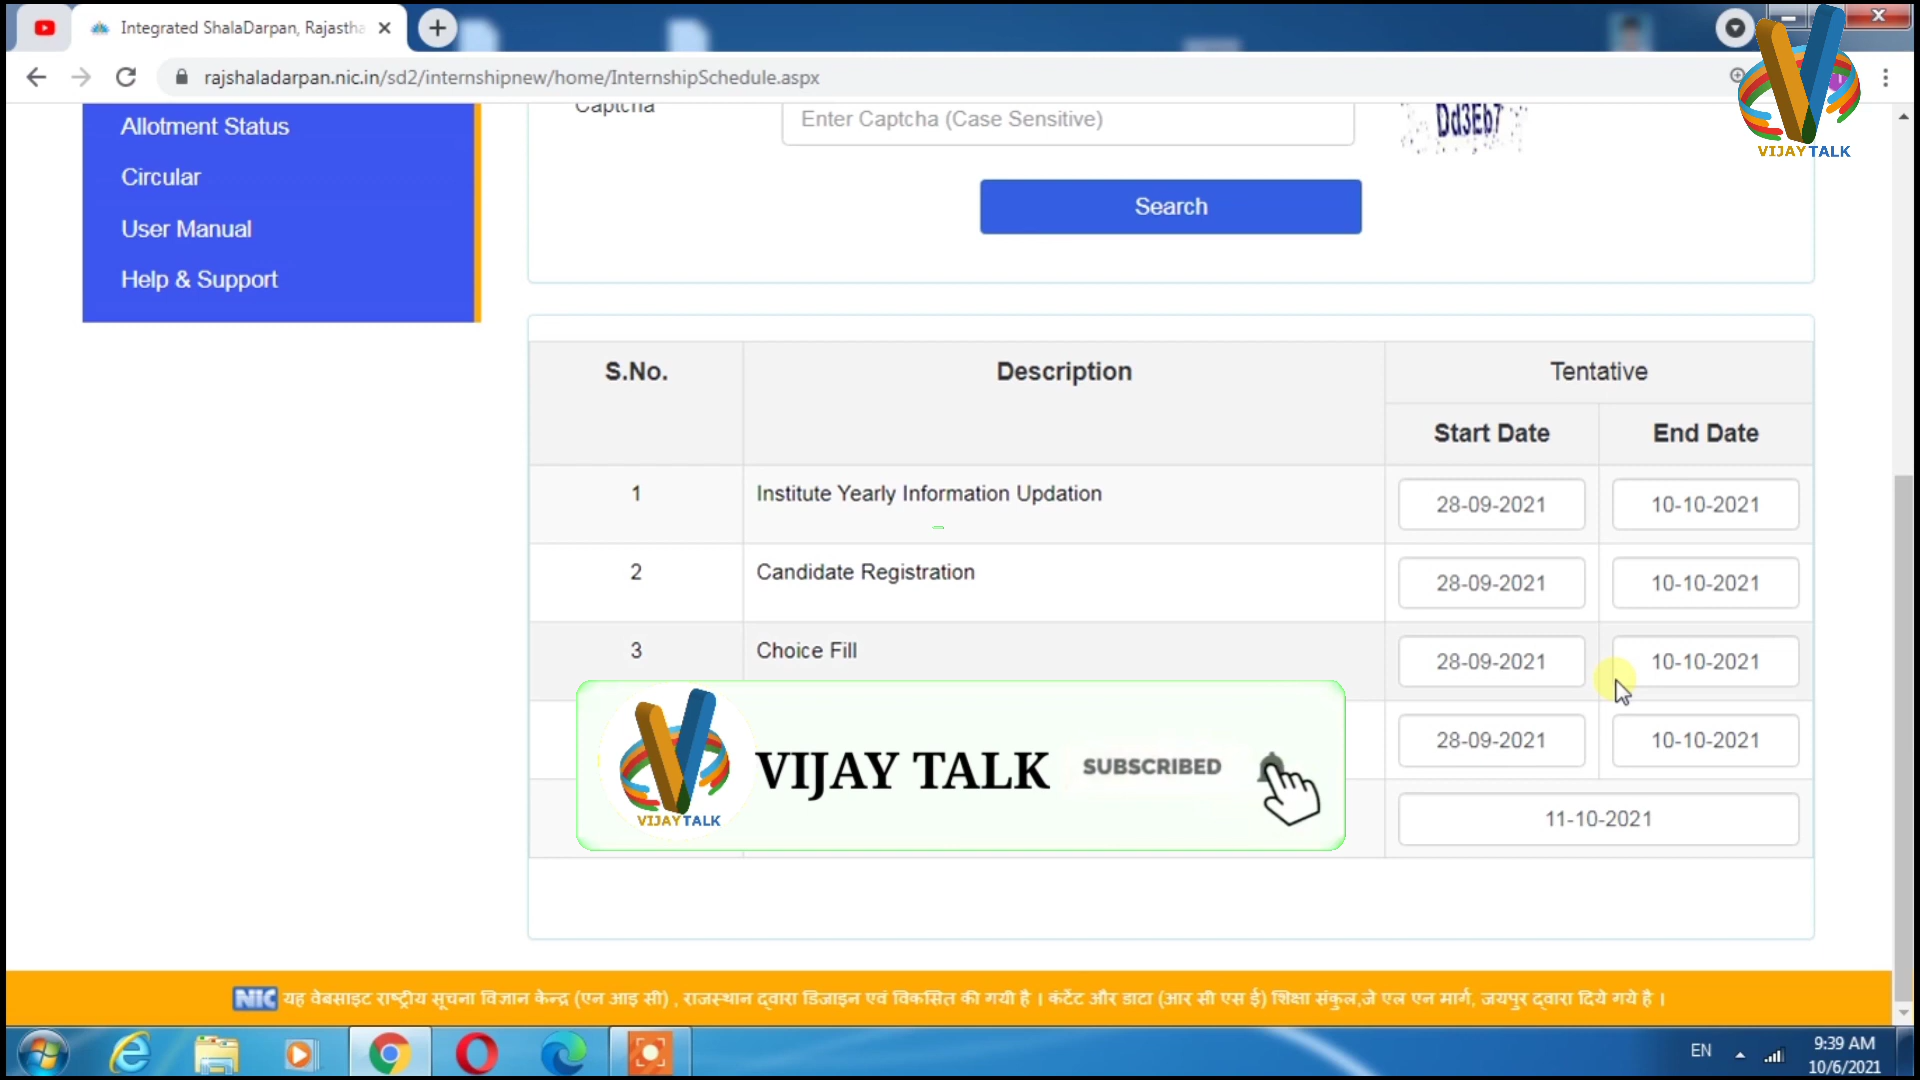 Integrated ShalaDarpan, Rajastha
rajshaladarpan.nic.in/sd2/internshipnew/home/InternshipSchedule.aspx
VIJAYTALK
Allotment Status
Circular
User Manual
Help & Support
Captcha
Enter Captcha (Case Sensitive)
Dd3Eb7
Search
S.No. Description Tentative
Start Date End Date
1 Institute Yearly Information Updation 28-09-2021 10-10-2021
2 Candidate Registration 28-09-2021 10-10-2021
3 Choice Fill 28-09-2021 10-10-2021
28-09-2021 10-10-2021
11-10-2021
VIJAYTALK
VIJAY TALK SUBSCRIBED
NIC यह वेबसाइट राष्ट्रीय सूचना विज्ञान केन्द्र (एन आइ सी) , राजस्थान द्वारा डिजाइन एवं विकसित की गयी है । कंटेंट और डाटा (आर सी एस ई) शिक्षा संकुल,जे एल एन मार्ग, जयपुर द्वारा दिये गये है ।
EN
9:39 AM
10/6/2021